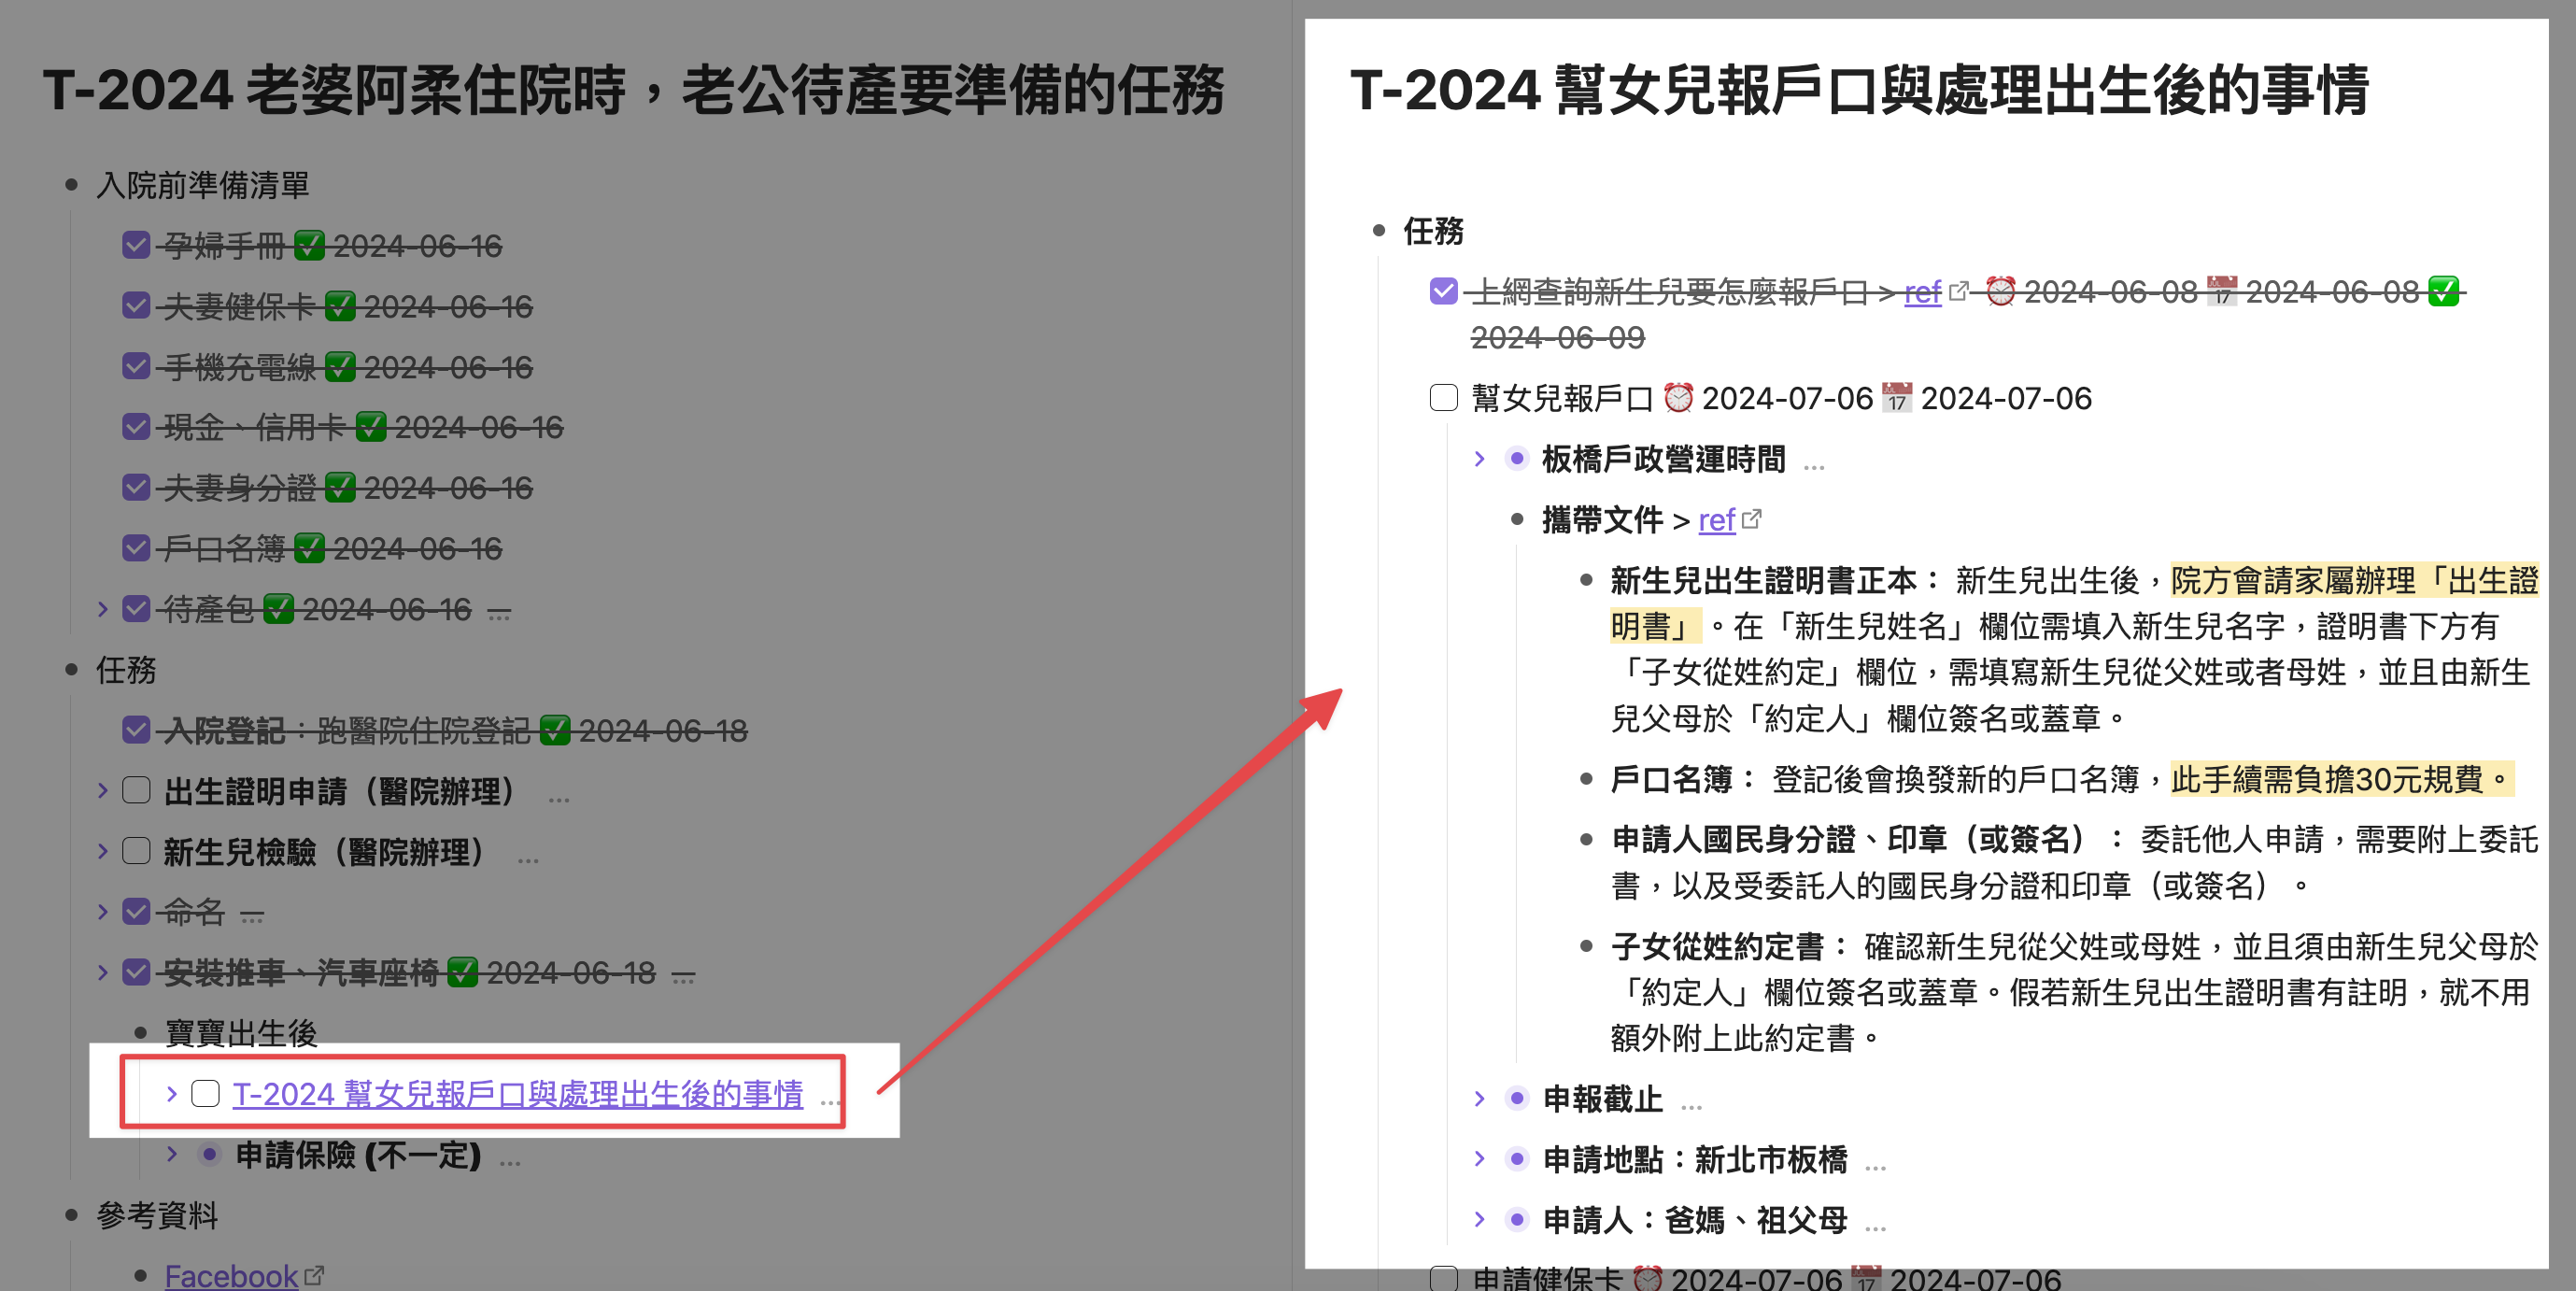 T-2024 老婆阿柔住院時，老公待產要準備的任務
入院前準備清單
孕婦手冊 ✅ 2024-06-16
夫妻健保卡 ✅ 2024-06-16
手機充電線 ✅ 2024-06-16
現金、信用卡 ✅ 2024-06-16
夫妻身分證 ✅ 2024-06-16
戶口名簿 ✅ 2024-06-16
待產包 ✅ 2024-06-16 ...
任務
入院登記：跑醫院住院登記 ✅ 2024-06-18
出生證明申請（醫院辦理） ...
新生兒檢驗（醫院辦理） ...
命名 ...
安裝推車、汽車座椅 ✅ 2024-06-18 ...
寶寶出生後
T-2024 幫女兒報戶口與處理出生後的事情 ...
申請保險 (不一定) ...
參考資料
Facebook
T-2024 幫女兒報戶口與處理出生後的事情
任務
上網查詢新生兒要怎麼報戶口 > ref ⏰ 2024-06-08 📅 2024-06-08 ✅
2024-06-09
幫女兒報戶口 ⏰ 2024-07-06 📅 2024-07-06
板橋戶政營運時間 ...
攜帶文件 > ref
新生兒出生證明書正本： 新生兒出生後，院方會請家屬辦理「出生證
明書」。在「新生兒姓名」欄位需填入新生兒名字，證明書下方有
「子女從姓約定」欄位，需填寫新生兒從父姓或者母姓，並且由新生
兒父母於「約定人」欄位簽名或蓋章。
戶口名簿： 登記後會換發新的戶口名簿，此手續需負擔30元規費。
申請人國民身分證、印章（或簽名）： 委託他人申請，需要附上委託
書，以及受委託人的國民身分證和印章（或簽名）。
子女從姓約定書： 確認新生兒從父姓或母姓，並且須由新生兒父母於
「約定人」欄位簽名或蓋章。假若新生兒出生證明書有註明，就不用
額外附上此約定書。
申報截止 ...
申請地點：新北市板橋 ...
申請人：爸媽、祖父母 ...
申請健保卡 ⏰ 2024-07-06 📅 2024-07-06